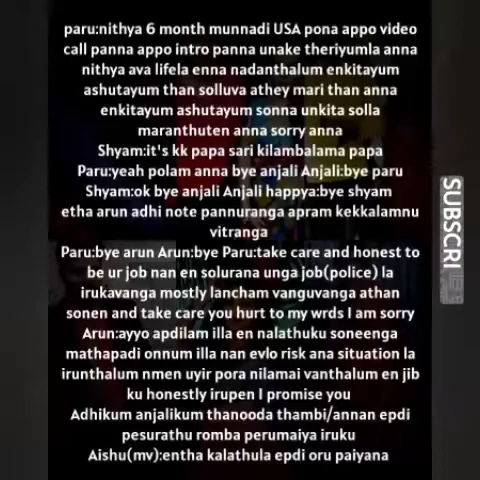 paru:nithya 6 month munnadi USA pona appo video
call panna appo intro panna unake theriyumla anna
nithya ava lifela enna nadanthalum enkitayum
ashutayum than solluva athey mari than anna
enkitayum ashutayum sonna unkita solla
maranthuten anna sorry anna
Shyam:it's kk papa sari kilambalama papa
Paru:yeah polam anna bye anjali Anjali:bye paru
Shyam:ok bye anjali Anjali happya:bye shyam
etha arun adhi note pannuranga apram kekkalamnu
vitranga
Paru:bye arun Arun:bye Paru:take care and honest to
be ur job nan en solurana unga job(police) la
irukavanga mostly lancham vanguvanga athan
sonen and take care you hurt to my wrds I am sorry
Arun:ayyo apdilam illa en nalathuku soneenga
mathapadi onnum illa nan evlo risk ana situation la
irunthalum nmen uyir pora nilamai vanthalum en jib
ku honestly irupen I promise you
Adhikum anjalikum thanooda thambi/annan epdi
pesurathu romba perumaiya iruku
Aishu(mv):entha kalathula epdi oru paiyana
SUBSCRI